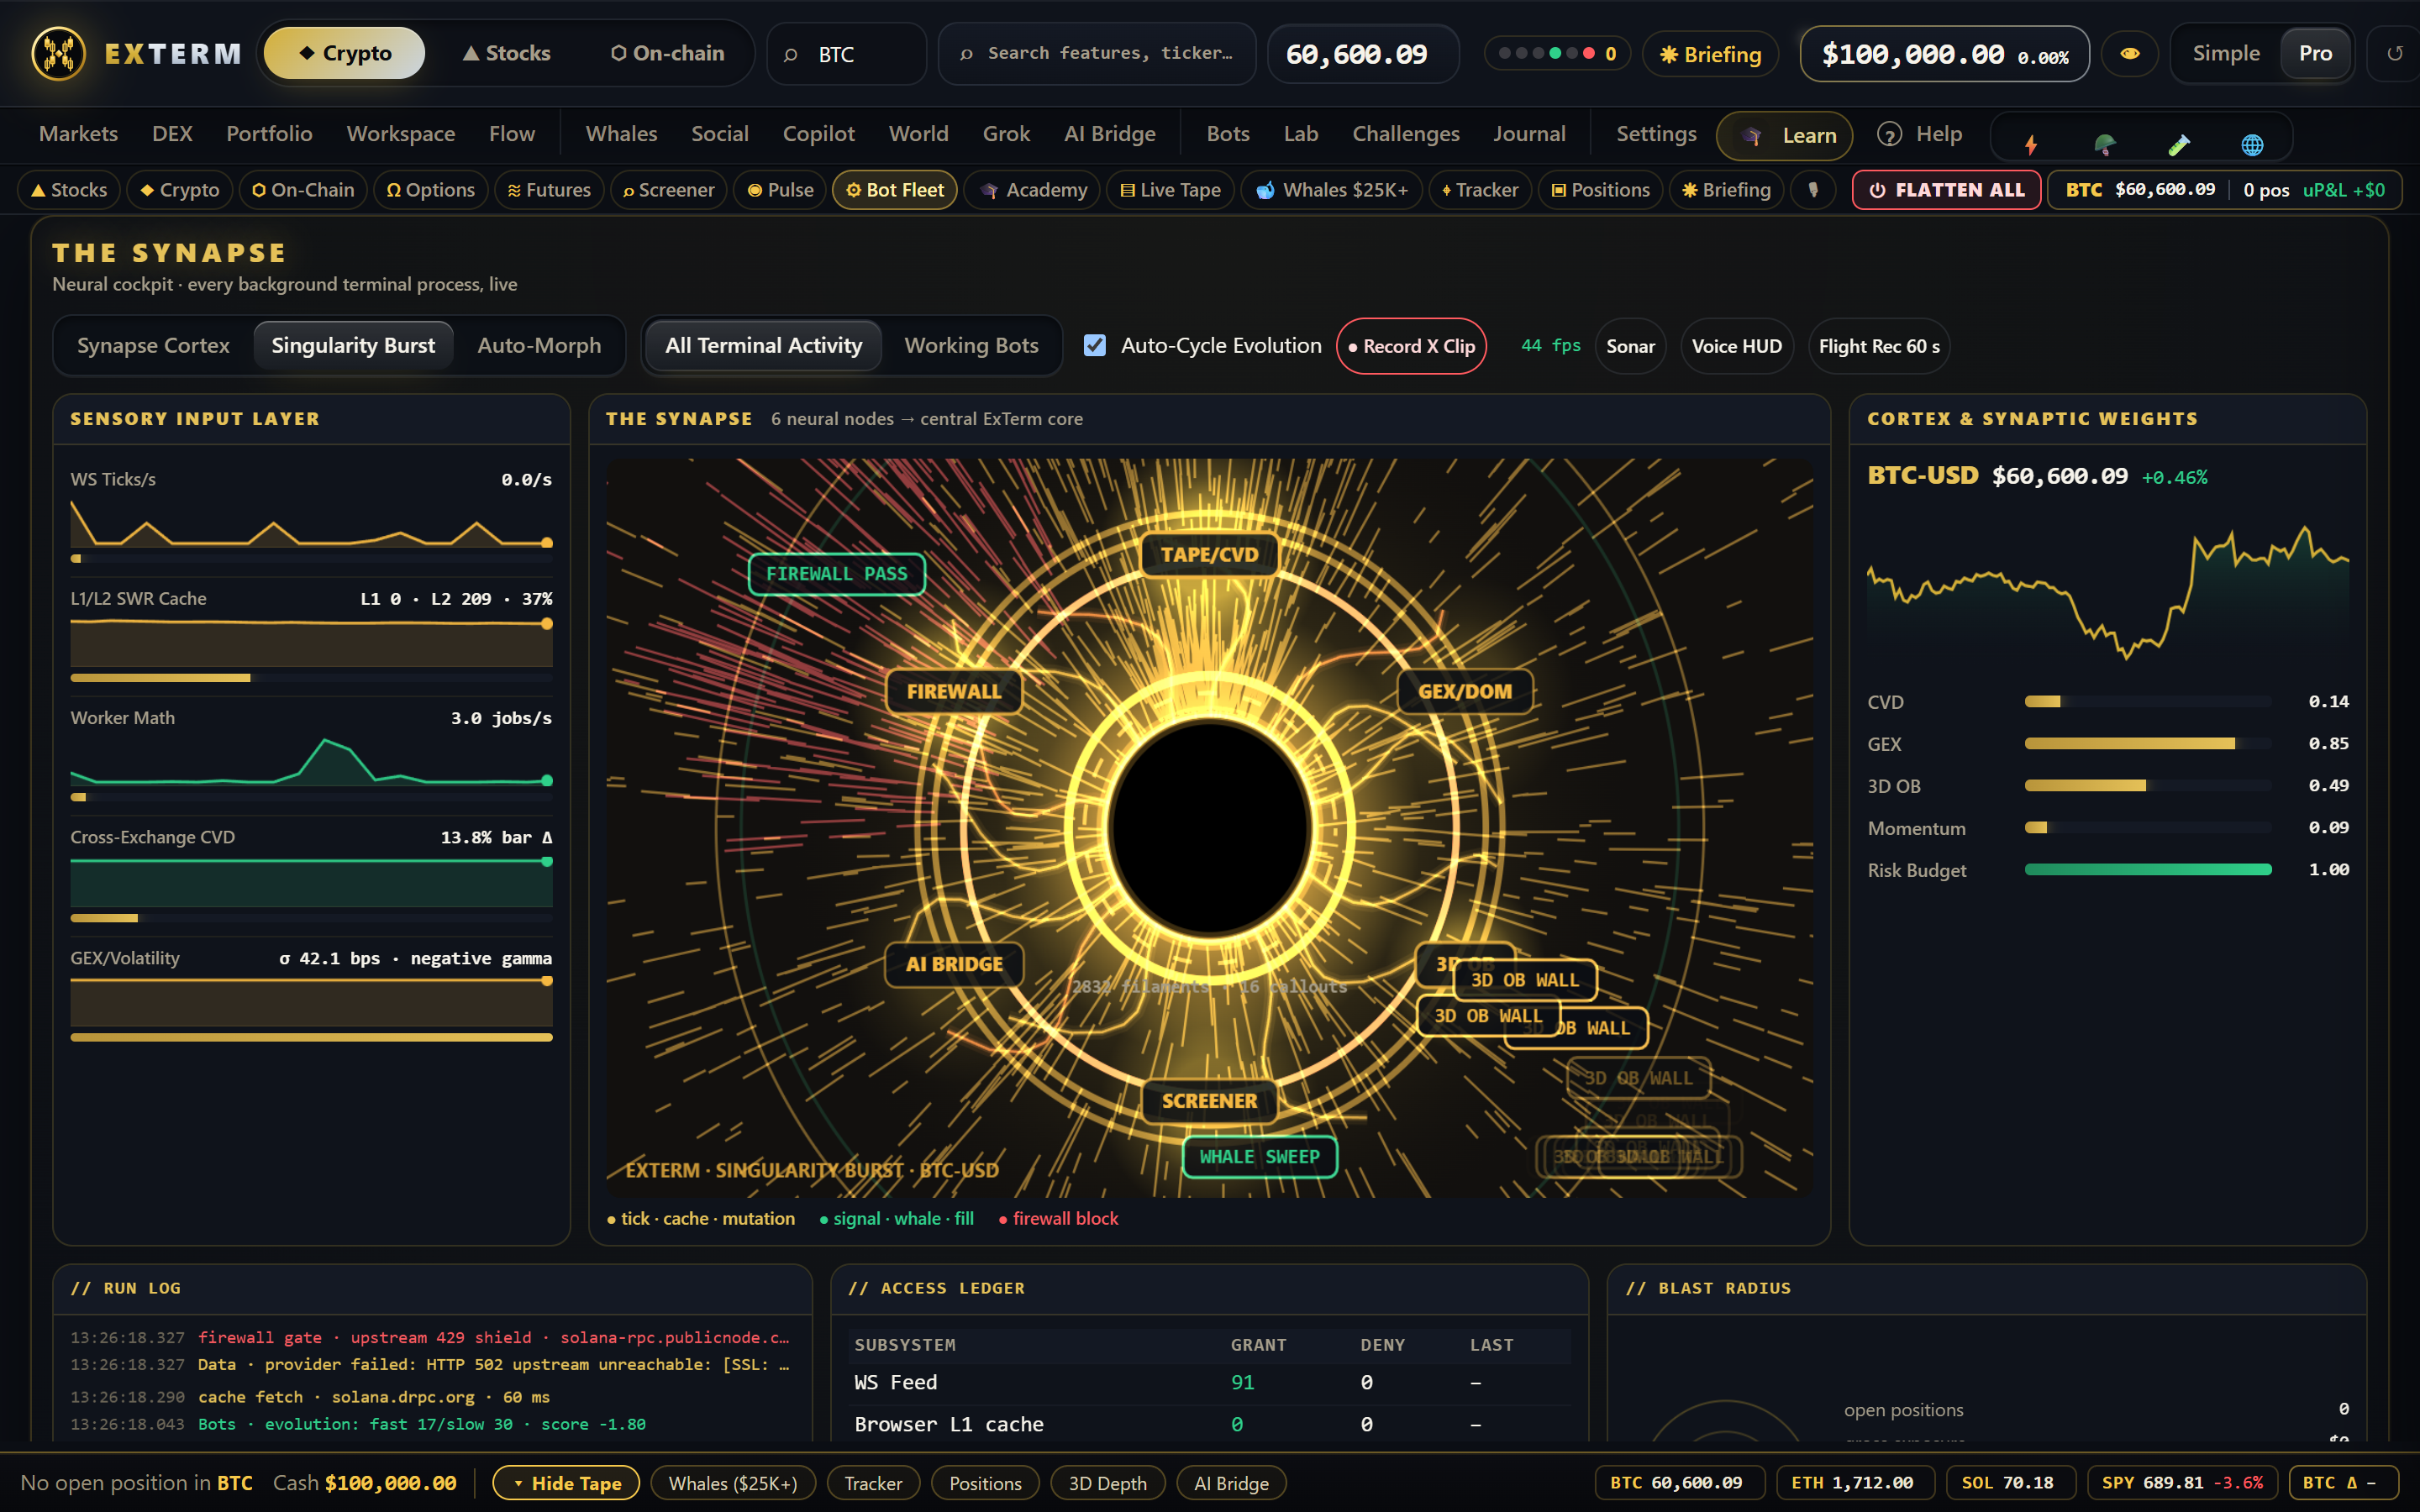 EXTERM
Crypto
Stocks
On-chain
BTC
Search features, ticker…
60,600.09
0
Briefing
$100,000.00 0.00%
Simple
Pro
Markets DEX Portfolio Workspace Flow Whales Social Copilot World Grok AI Bridge Bots Lab Challenges Journal Settings Learn ? Help
Stocks Crypto On-Chain Ω Options Futures Screener Pulse Bot Fleet Academy Live Tape Whales $25K+ Tracker Positions Briefing FLATTEN ALL BTC $60,600.09 0 pos uP&L +$0
THE SYNAPSE
Neural cockpit · every background terminal process, live
Synapse Cortex Singularity Burst Auto-Morph All Terminal Activity Working Bots Auto-Cycle Evolution ● Record X Clip 44 fps Sonar Voice HUD Flight Rec 60 s
SENSORY INPUT LAYER
WS Ticks/s 0.0/s
L1/L2 SWR Cache L1 0 · L2 209 · 37%
Worker Math 3.0 jobs/s
Cross-Exchange CVD 13.8% bar Δ
GEX/Volatility σ 42.1 bps · negative gamma
THE SYNAPSE 6 neural nodes → central ExTerm core
TAPE/CVD
FIREWALL PASS
FIREWALL
GEX/DOM
AI BRIDGE
3D OB
3D OB WALL
2832 filaments · 16 callouts
3D OB WALL
3D OB WALL
3D OB WALL
SCREENER
WHALE SWEEP
EXTERM · SINGULARITY BURST · BTC-USD
● tick · cache · mutation ● signal · whale · fill ● firewall block
CORTEX & SYNAPTIC WEIGHTS
BTC-USD $60,600.09 +0.46%
CVD 0.14
GEX 0.85
3D OB 0.49
Momentum 0.09
Risk Budget 1.00
// RUN LOG
13:26:18.327 firewall gate · upstream 429 shield · solana-rpc.publicnode.c…
13:26:18.327 Data · provider failed: HTTP 502 upstream unreachable: [SSL: …
13:26:18.290 cache fetch · solana.drpc.org · 60 ms
13:26:18.043 Bots · evolution: fast 17/slow 30 · score -1.80
// ACCESS LEDGER
SUBSYSTEM GRANT DENY LAST
WS Feed 91 0 –
Browser L1 cache 0 0 –
// BLAST RADIUS
open positions 0
No open position in BTC Cash $100,000.00 Hide Tape Whales ($25K+) Tracker Positions 3D Depth AI Bridge BTC 60,600.09 ETH 1,712.00 SOL 70.18 SPY 689.81 -3.6% BTC Δ –